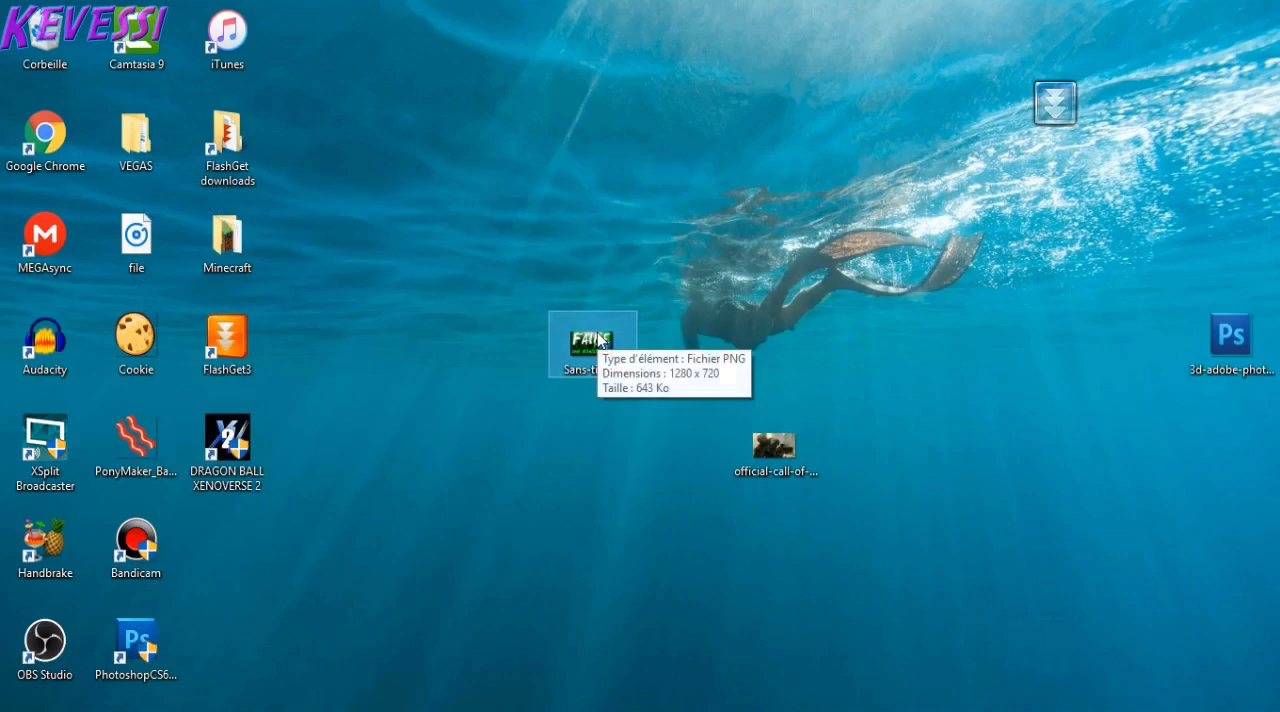 KEVESSI
Corbeille
Camtasia 9
iTunes
Google Chrome
VEGAS
FlashGet
downloads
MEGAsync
file
Minecraft
Audacity
Cookie
FlashGet3
XSplit
Broadcaster
PonyMaker_Ba...
DRAGON BALL
XENOVERSE 2
Handbrake
Bandicam
OBS Studio
Ps
PhotoshopCS6...
Type d'élément : Fichier PNG
Dimensions : 1280 x 720
Taille : 643 Ko
official-call-of-...
Ps
3d-adobe-phot...